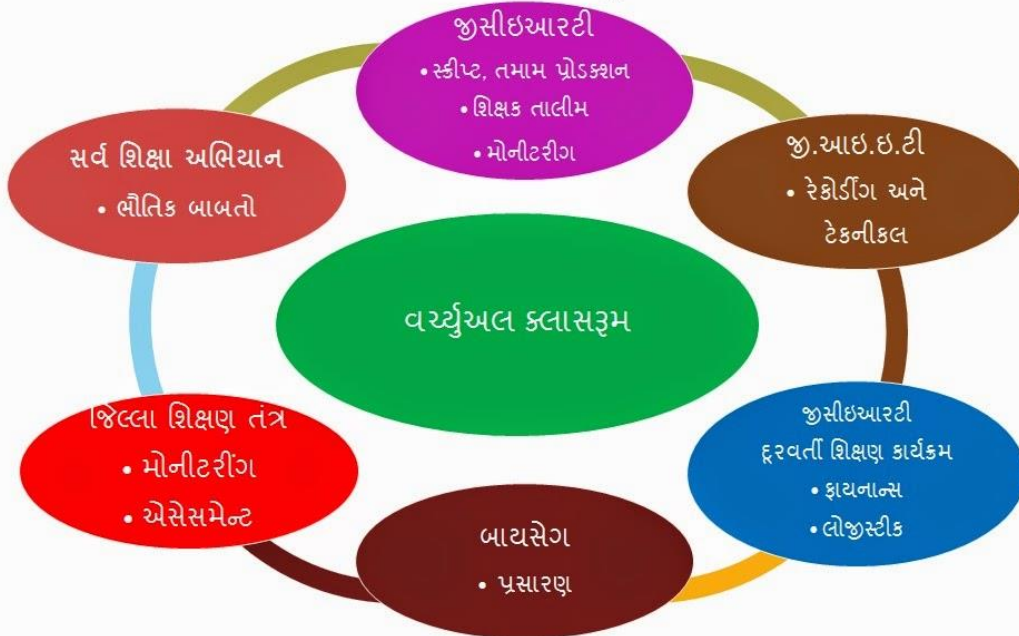 જીસીઇઆરટી
• સ્ક્રીપ્ટ, તમામ પ્રોડક્શન
• શિક્ષક તાલીમ
• મોનીટરીગ
જી.આઇ.ઇ.ટી
• રેકોર્ડીંગ અને
ટેકનીકલ
જીસીઇઆરટી
દૂરવર્તી શિક્ષણ કાર્યક્રમ
• ફાયનાન્સ
• લોજીસ્ટીક
બાયસેગ
• પ્રસારણ
જિલ્લા શિક્ષણ તંત્ર
• મોનીટરીંગ
• એસેસમેન્ટ
સર્વ શિક્ષા અભિયાન
• ભૌતિક બાબતો
વર્ચ્યુઅલ ક્લાસરૂમ